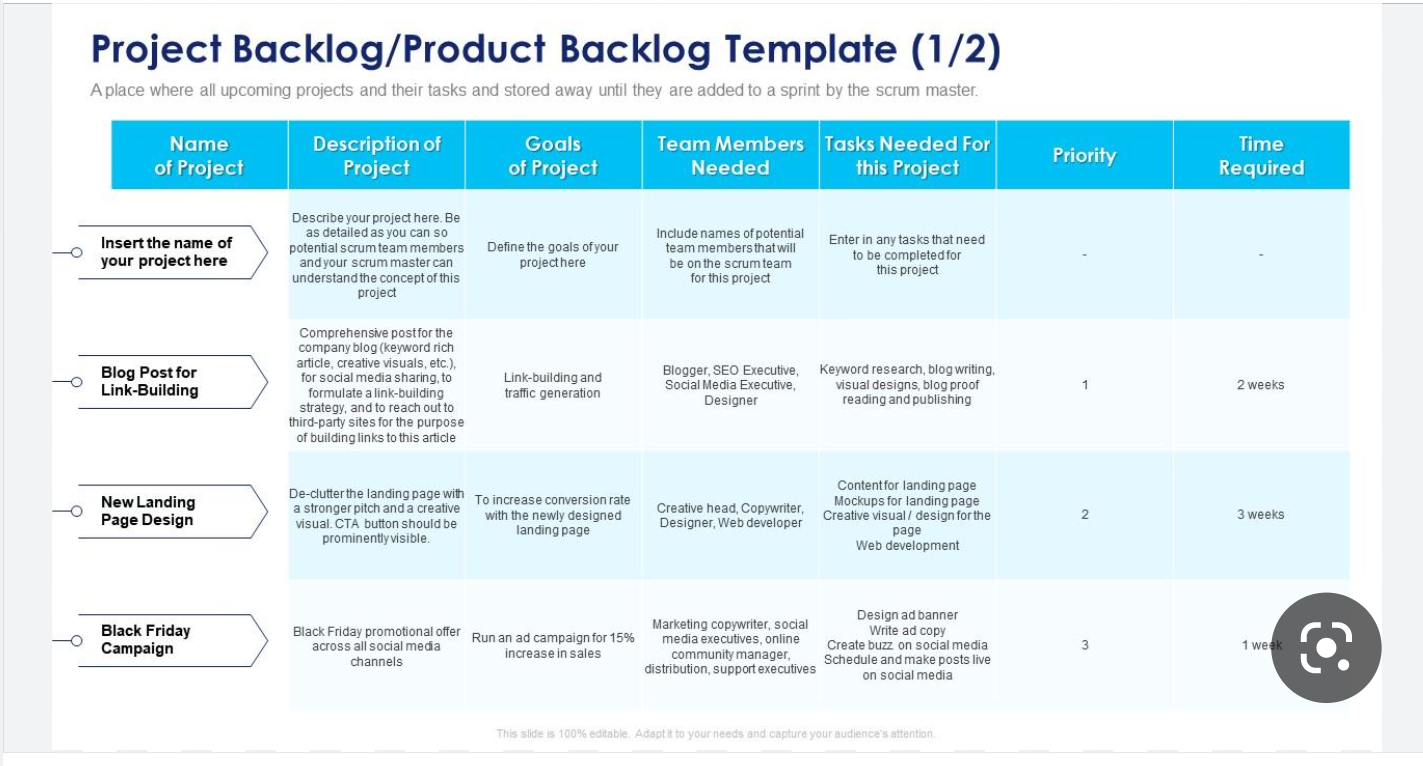 Project Backlog/Product Backlog Template (1/2)
A place where all upcoming projects and their tasks and stored away until they are added to a sprint by the scrum master.
Name
of Project
Description of
Project
Goals
of Project
Team Members
Needed
Tasks Needed For
this Project
Priority
Time
Required
Insert the name of
your project here
Describe your project here. Be
as detailed as you can so
potential scrum team members
and your scrum master can
understand the concept of this
project
Define the goals of your
project here
Include names of potential
team members that will
be on the scrum team
for this project
Enter in any tasks that need
to be completed for
this project
-
-
Blog Post for
Link-Building
Comprehensive post for the
company blog (keyword rich
article, creative visuals, etc.),
for social media sharing, to
formulate a link-building
strategy, and to reach out to
third-party sites for the purpose
of building links to this article
Link-building and
traffic generation
Blogger, SEO Executive,
Social Media Executive,
Designer
Keyword research, blog writing,
visual designs, blog proof
reading and publishing
1
2 weeks
New Landing
Page Design
De-clutter the landing page with
a stronger pitch and a creative
visual. CTA button should be
prominently visible.
To increase conversion rate
with the newly designed
landing page
Creative head, Copywriter,
Designer, Web developer
Content for landing page
Mockups for landing page
Creative visual / design for the
page
Web development
2
3 weeks
Black Friday
Campaign
Black Friday promotional offer
across all social media
channels
Run an ad campaign for 15%
increase in sales
Marketing copywriter, social
media executives, online
community manager,
distribution, support executives
Design ad banner
Write ad copy
Create buzz on social media
Schedule and make posts live
on social media
3
1 week
This slide is 100% editable. Adapt it to your needs and capture your audience's attention.